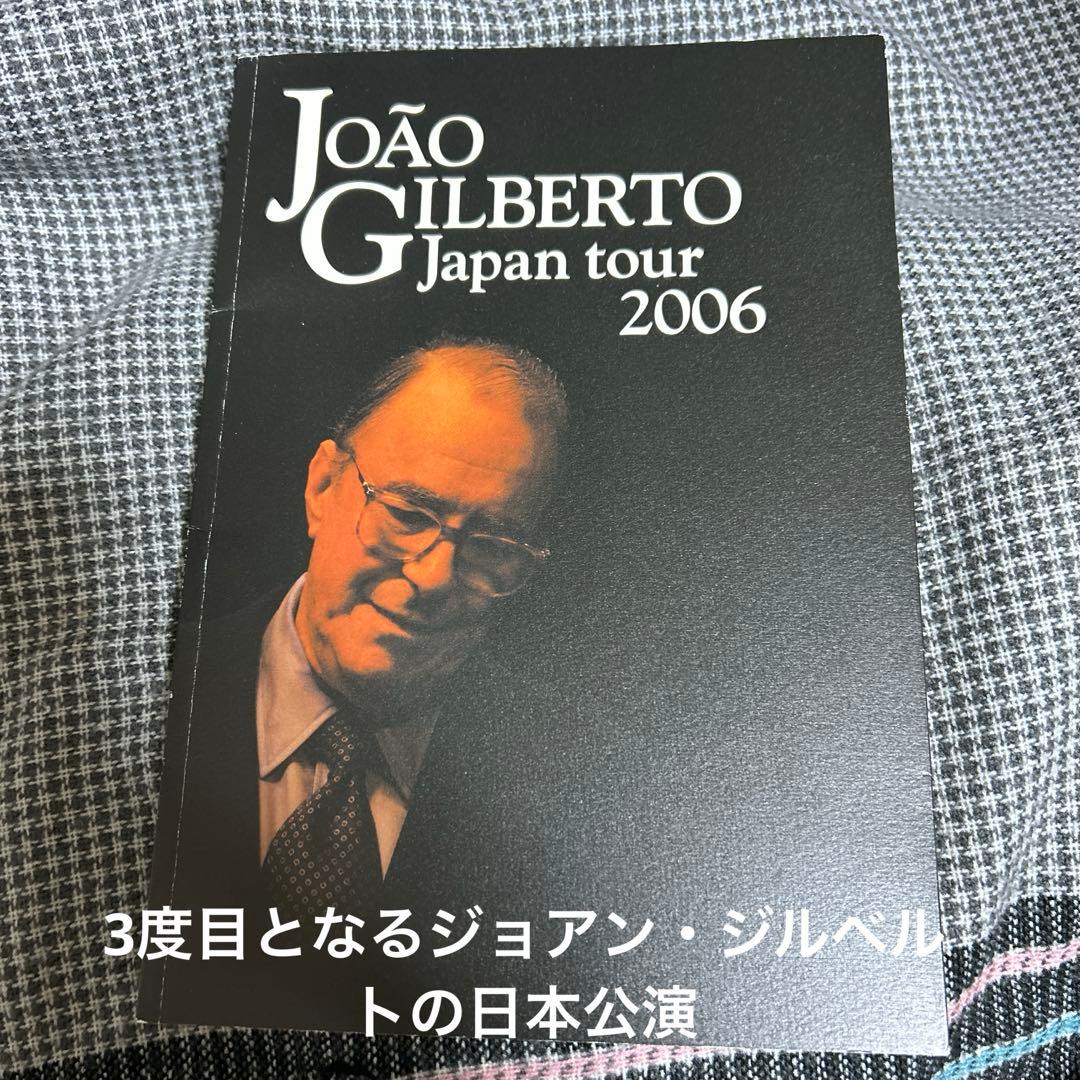 JOÃO
GILBERTO
Japan tour
2006
3度目となるジョアン・ジルベル
トの日本公演